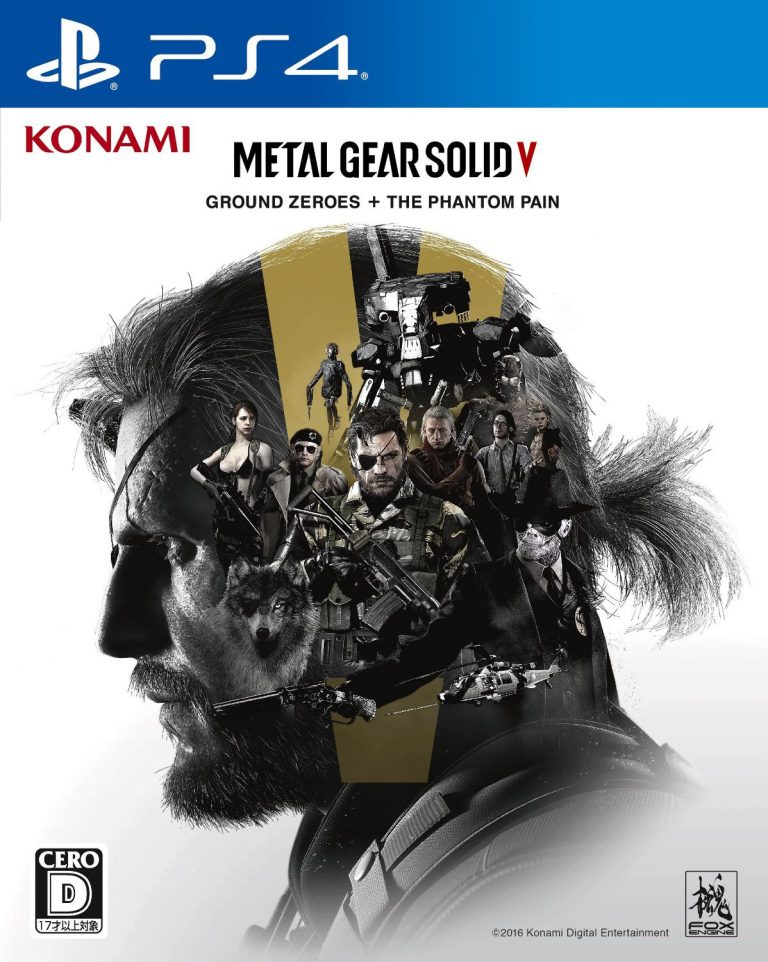 PS4®
KONAMI
METAL GEAR SOLID V
GROUND ZEROES + THE PHANTOM PAIN
CERO
D
17才以上対象
©2016 Konami Digital Entertainment
FOX
ENGINE